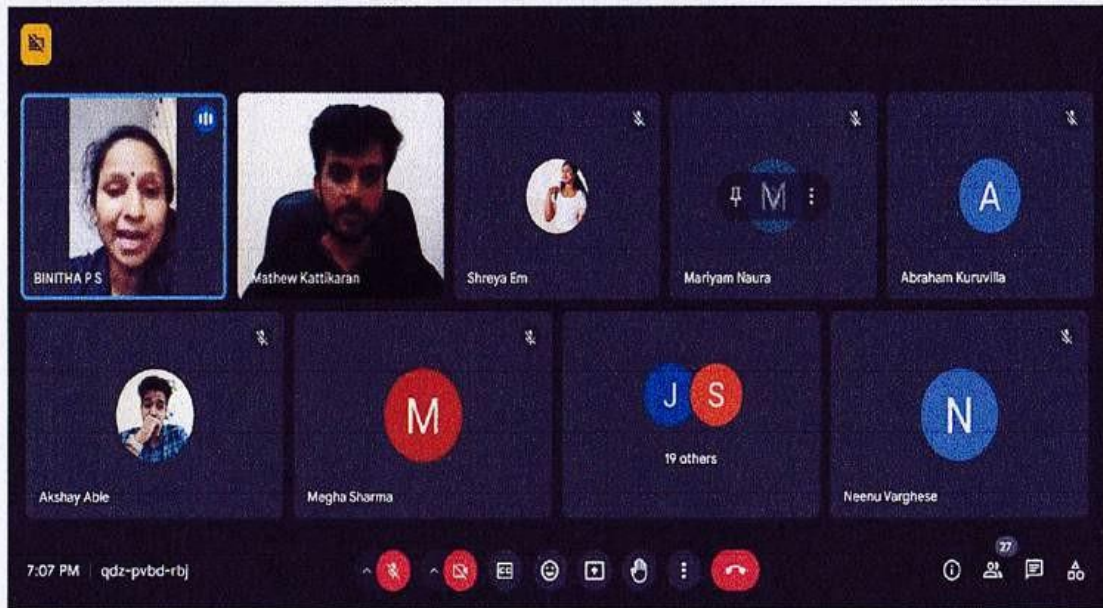 BINITHA P S
Mathew Kattikaran
Shreya Em
M
Mariyam Naura
A
Abraham Kuruvilla
Akshay Able
M
Megha Sharma
J S
19 others
N
Neenu Varghese
27
7:07 PM | qdz-pvbd-rbj
CC